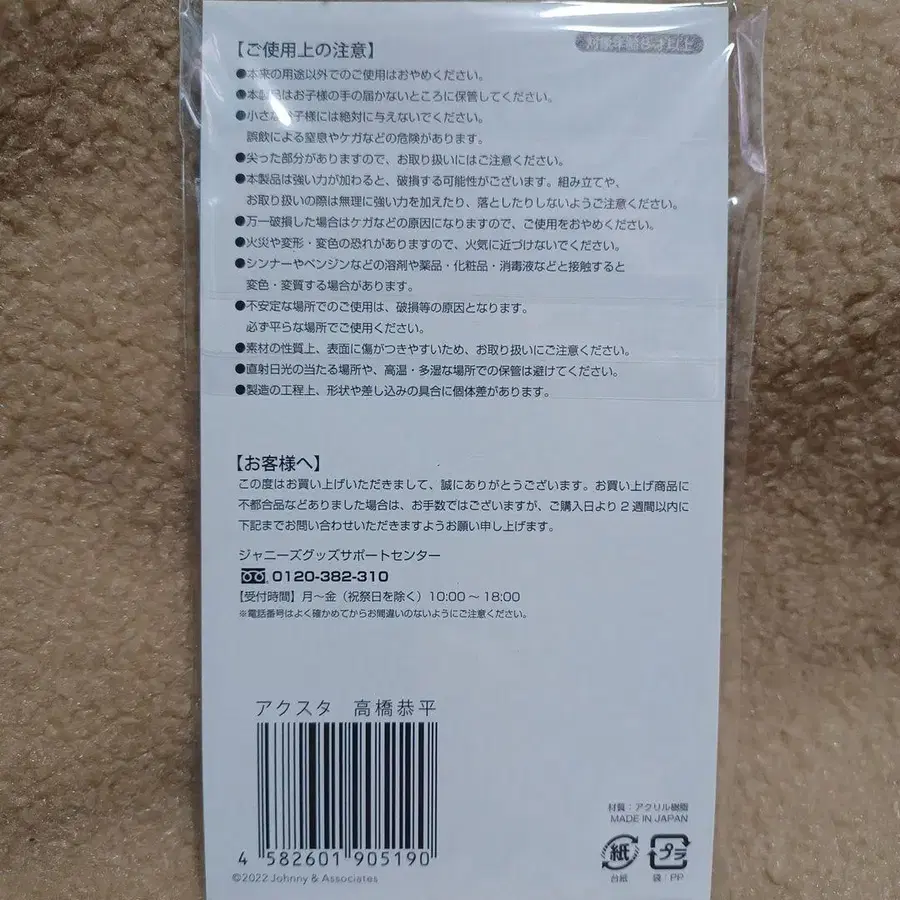 【ご使用上の注意】
対象年齢8才以上
●本来の用途以外でのご使用はおやめください。
●本製品はお子様の手の届かないところに保管してください。
●小さなお子様には絶対に与えないでください。
誤飲による窒息やケガなどの危険があります。
●尖った部分がありますので、お取り扱いにはご注意ください。
●本製品は強い力が加わると、破損する可能性がございます。組み立てや、
お取り扱いの際は無理に強い力を加えたり、落としたりしないようご注意ください。
●万一破損した場合はケガなどの原因になりますので、ご使用をおやめください。
●火災や変形・変色の恐れがありますので、火気に近づけないでください。
●シンナーやベンジンなどの溶剤や薬品・化粧品・消毒液などと接触すると
変色・変質する場合があります。
●不安定な場所でのご使用は、破損等の原因となります。
必ず平らな場所でご使用ください。
●素材の性質上、表面に傷がつきやすいため、お取り扱いにご注意ください。
●直射日光の当たる場所や、高温・多湿な場所での保管は避けてください。
●製造の工程上、形状や差し込みの具合に個体差があります。
【お客様へ】
この度はお買い上げいただきまして、誠にありがとうございます。お買い上げ商品に
不都合品などありました場合は、お手数ではございますが、ご購入日より2週間以内に
下記までお問い合わせいただきますようお願い申し上げます。
ジャニーズグッズサポートセンター
0120-382-310
【受付時間】月〜金（祝祭日を除く）10:00〜18:00
※電話番号はよく確かめてからお間違いのないようにご注意ください。
アクスタ 高橋恭平
4 582601 905190
©2022 Johnny & Associates
材質：アクリル樹脂
MADE IN JAPAN
紙
台紙
プラ
袋：PP